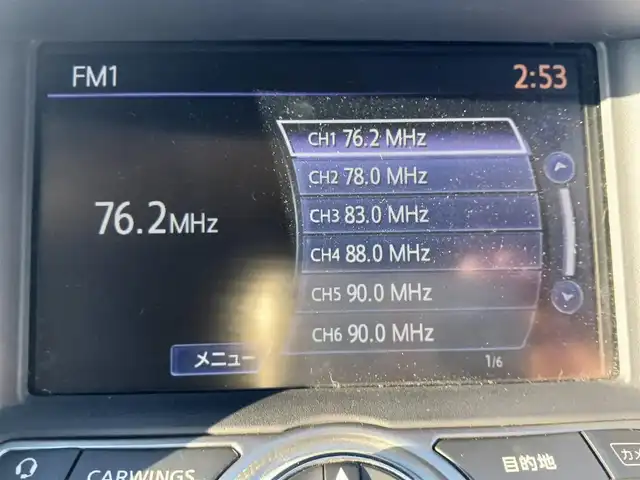 FM1
2:53
76.2MHz
CH1 76.2 MHz
CH2 78.0 MHz
CH3 83.0 MHz
CH4 88.0 MHz
CH5 90.0 MHz
CH6 90.0 MHz
メニュー
1/6
CARWINGS
目的地
カメ